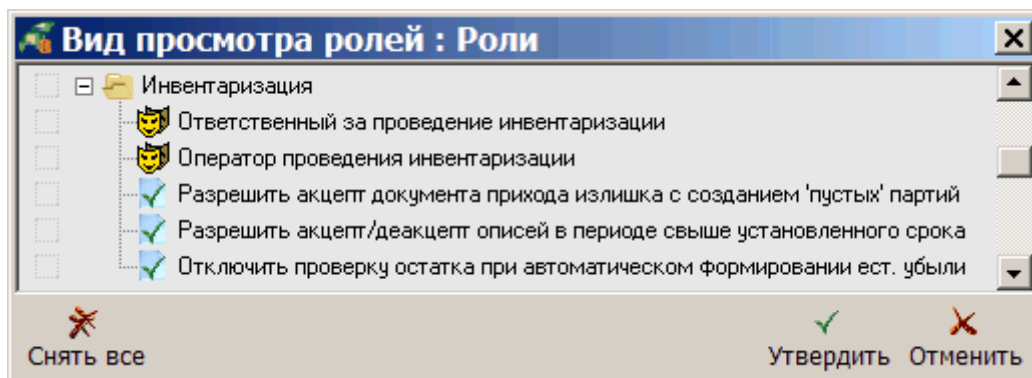 Вид просмотра ролей : Роли
Инвентаризация
Ответственный за проведение инвентаризации
Оператор проведения инвентаризации
Разрешить акцепт документа прихода излишка с созданием 'пустых' партий
Разрешить акцепт/деакцепт описей в периоде свыше установленного срока
Отключить проверку остатка при автоматическом формировании ест. убыли
Снять все
Утвердить Отменить